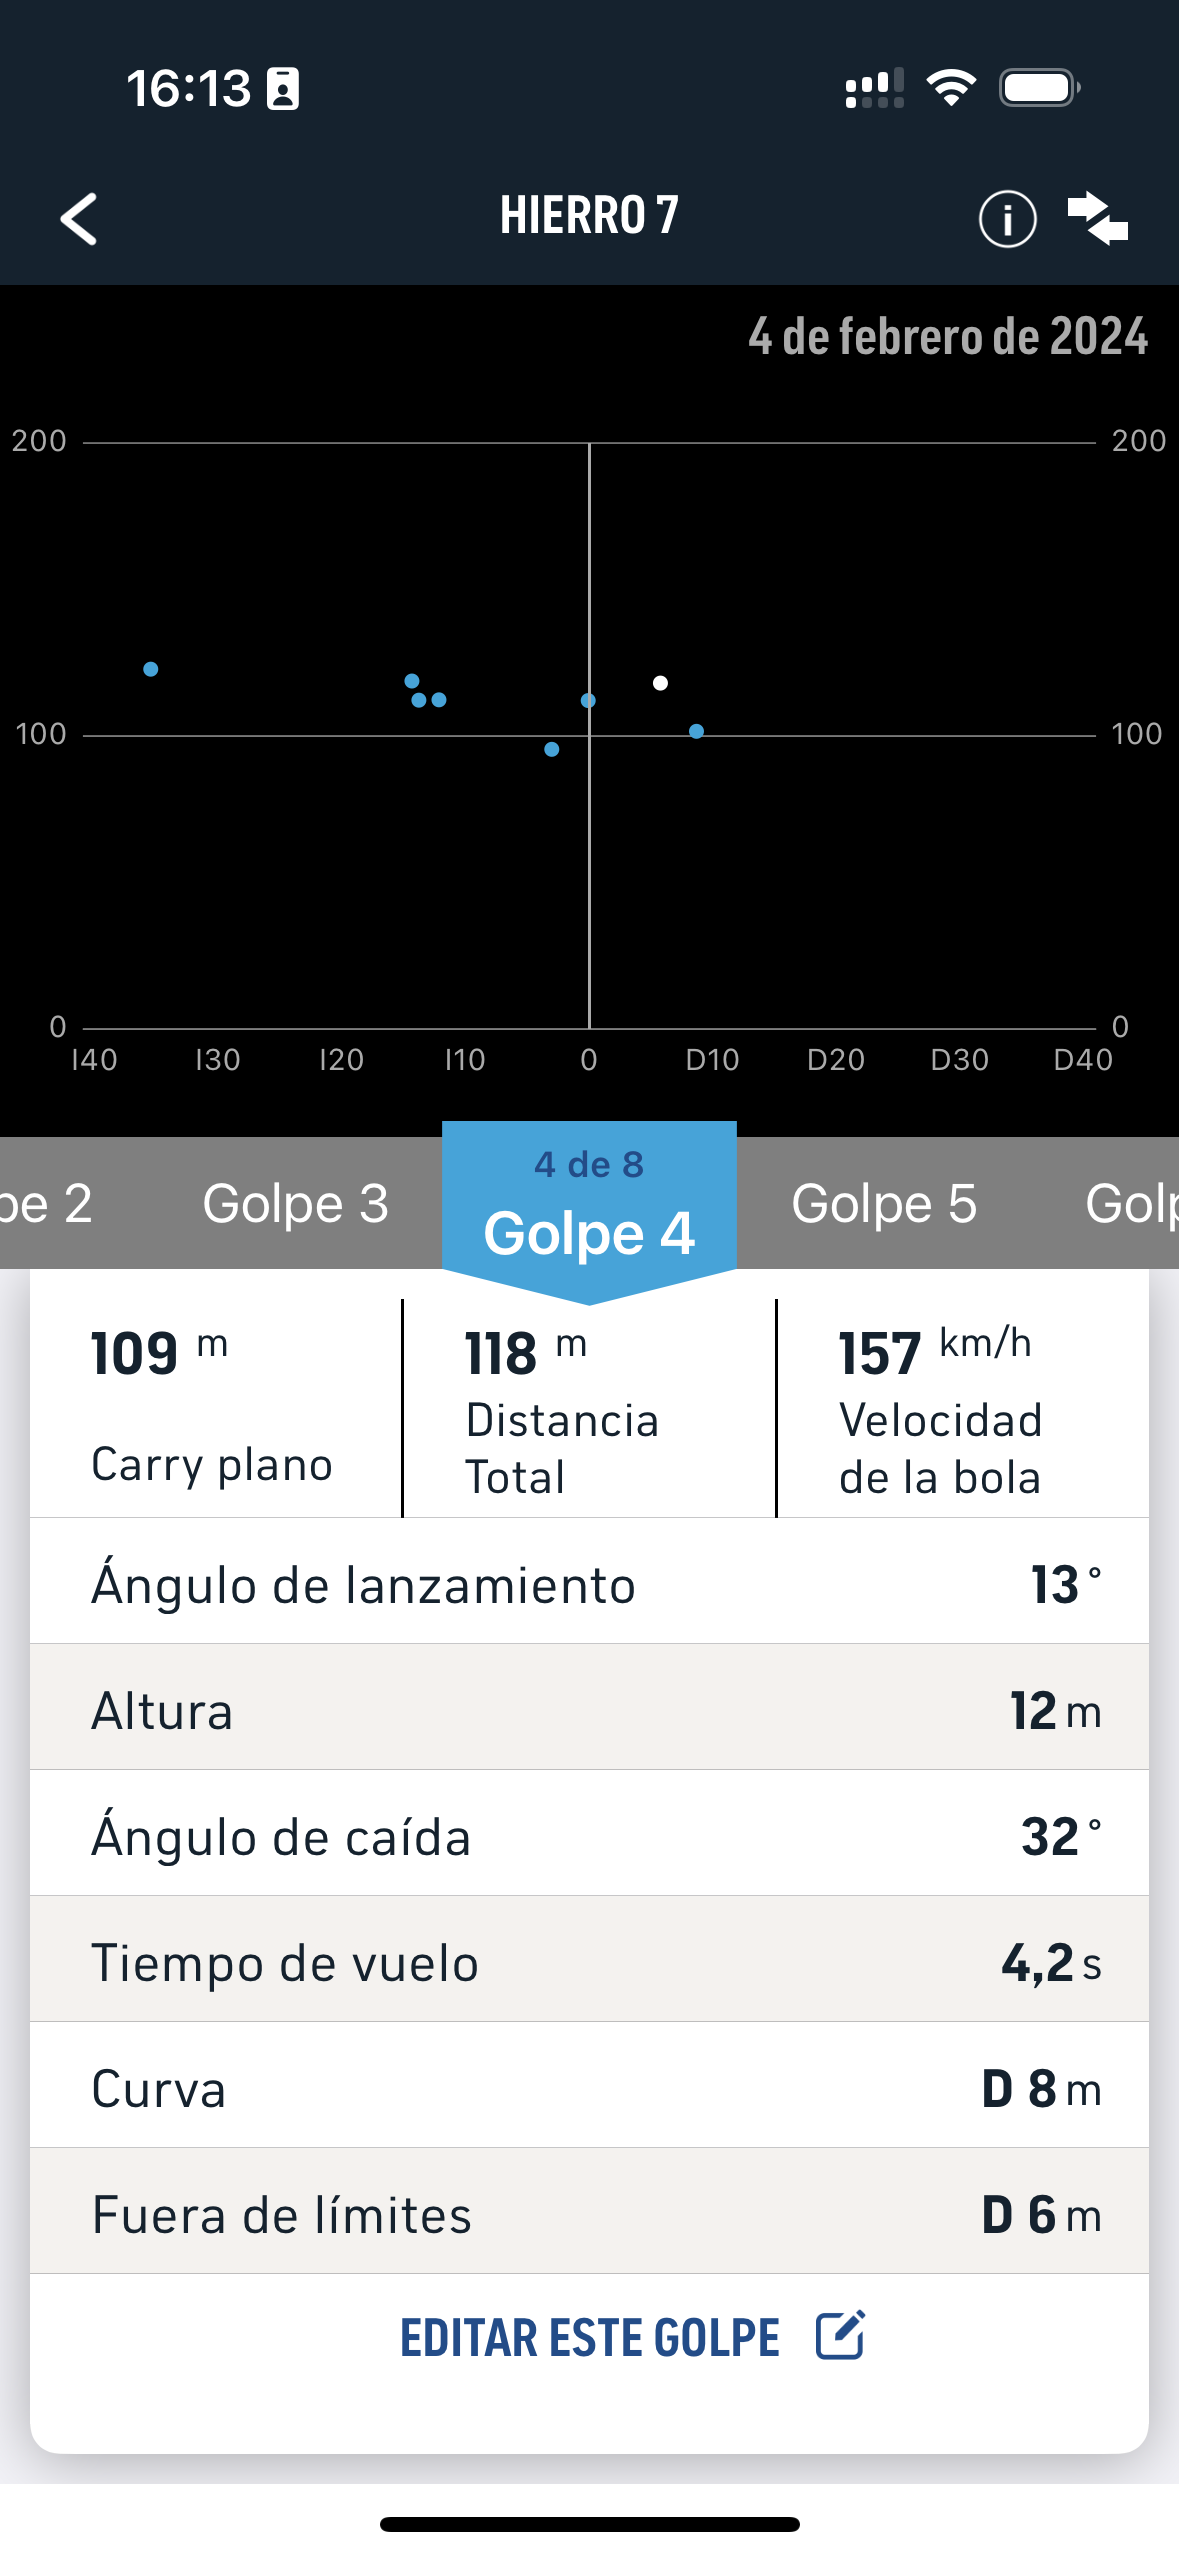 16:13
HIERRO 7
4 de febrero de 2024
200 200
100 100
0 0
I40 I30 I20 I10 0 D10 D20 D30 D40
pe 2 Golpe 3 4 de 8 Golpe 5 Golp
Golpe 4
109 m 118 m 157 km/h
Carry plano
Distancia
Total
Velocidad
de la bola
Ángulo de lanzamiento 13°
Altura 12 m
Ángulo de caída 32°
Tiempo de vuelo 4,2 s
Curva D 8 m
Fuera de límites D 6 m
EDITAR ESTE GOLPE